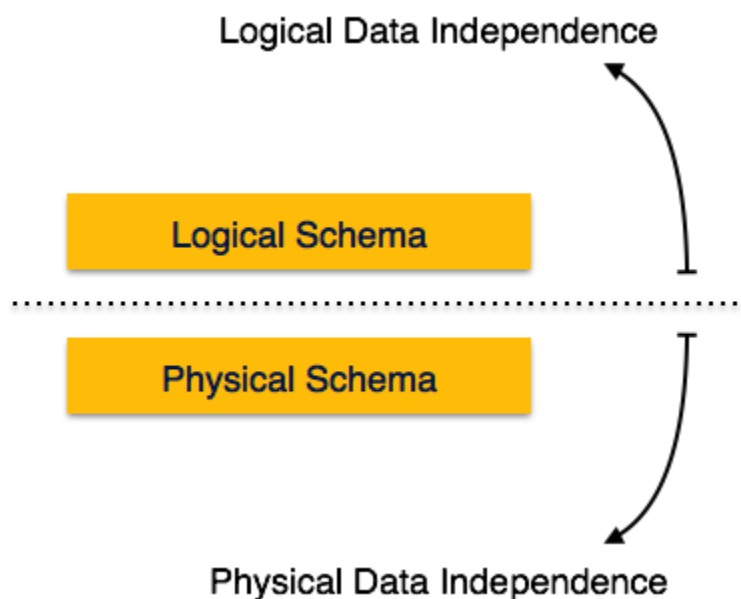 Logical Data Independence
Logical Schema
Physical Schema
Physical Data Independence